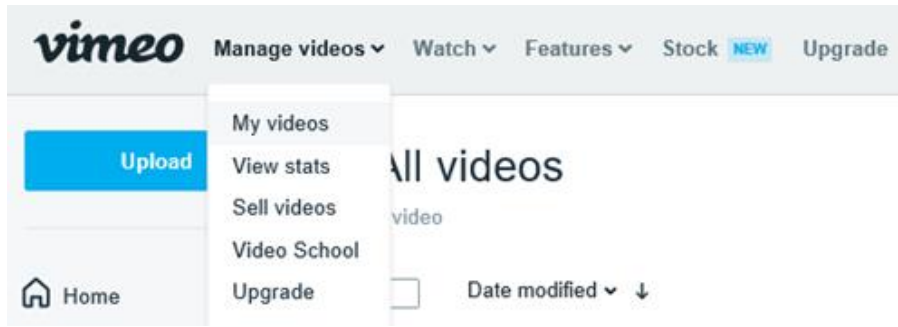 vimeo Manage videos Watch Features Stock NEW Upgrade
My videos
Upload
View stats
All videos
Sell videos
video
Video School
Home
Upgrade
Date modified